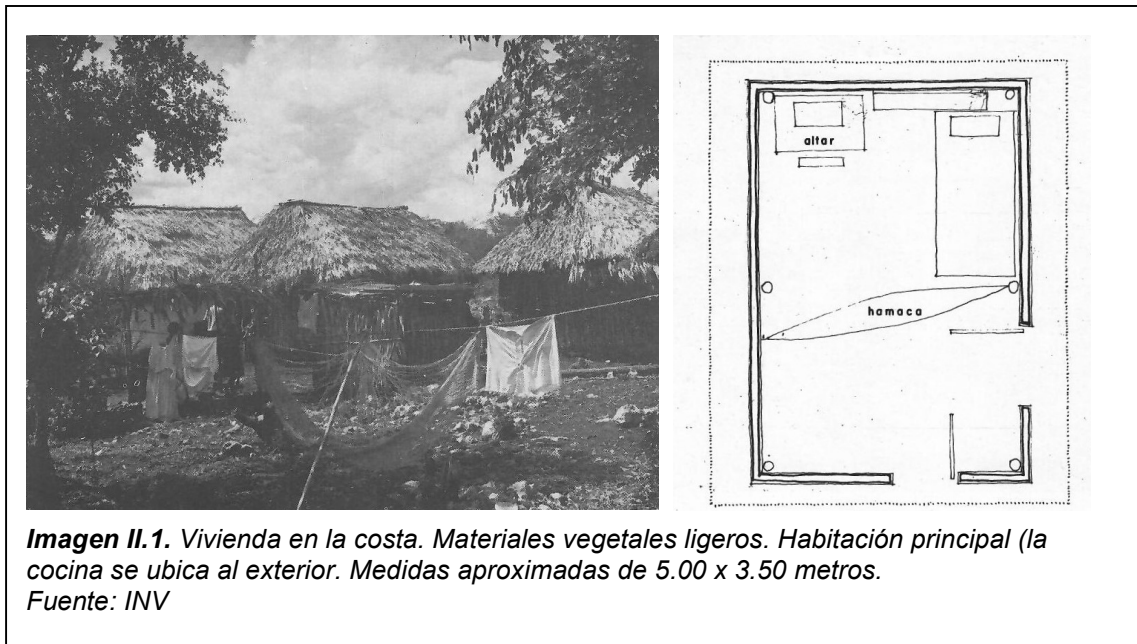 altar
hamaca
Imagen II.1. Vivienda en la costa. Materiales vegetales ligeros. Habitación principal (la
cocina se ubica al exterior. Medidas aproximadas de 5.00 x 3.50 metros.
Fuente: INV